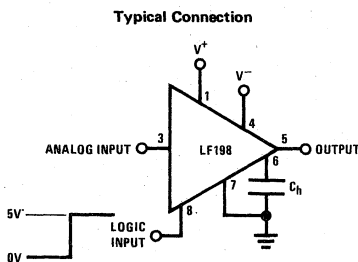 Typical Connection
V+
V−
1
4
3
ANALOG INPUT
LF198
5
OUTPUT
6
Ch
7
8
5V
LOGIC
INPUT
0V